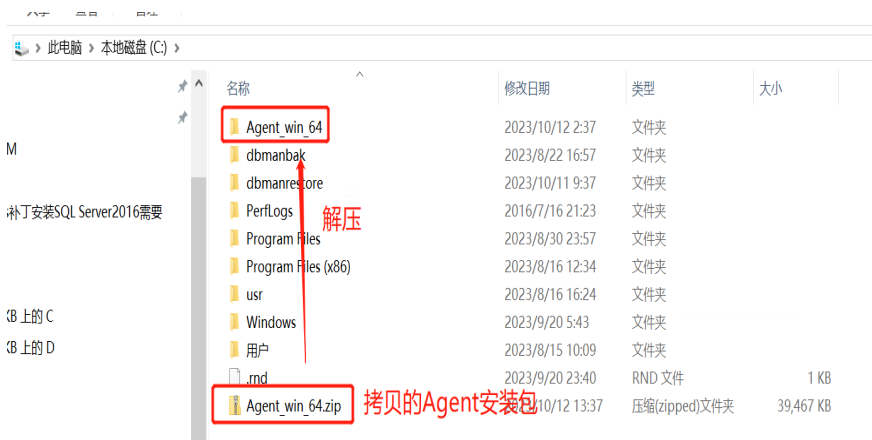 此电脑 › 本地磁盘 (C:) ›
名称 修改日期 类型 大小
Agent_win_64 2023/10/12 2:37 文件夹
dbmanbak 2023/8/22 16:57 文件夹
M
dbmanrestore 2023/10/11 9:37 文件夹
补丁安装SQL Server2016需要
PerfLogs 2016/7/16 21:23 文件夹
解压
Program Files 2023/8/30 23:57 文件夹
Program Files (x86) 2023/8/16 12:34 文件夹
usr 2023/8/16 16:24 文件夹
KB 上的 C
Windows 2023/9/20 5:43 文件夹
KB 上的 D
用户 2023/8/15 10:09 文件夹
.rnd 2023/9/20 23:40 RND 文件 1 KB
Agent_win_64.zip 拷贝的Agent安装包 2023/10/12 13:37 压缩(zipped)文件夹 39,467 KB